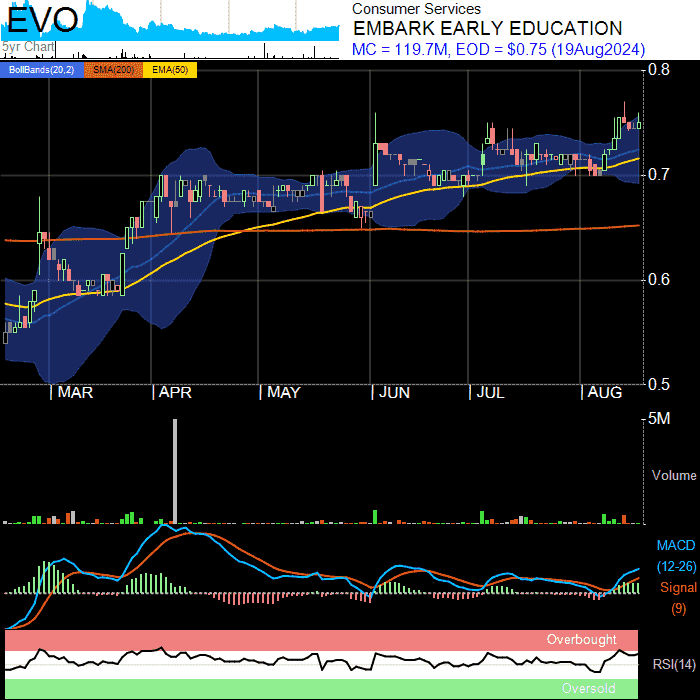 EVO
5yr Chart
Consumer Services
EMBARK EARLY EDUCATION
MC = 119.7M, EOD = $0.75 (19Aug2024)
BollBands(20,2) SMA(200) EMA(50)
0.8
0.7
0.6
0.5
MAR APR MAY JUN JUL AUG
5M
Volume
MACD
(12-26)
Signal
(9)
Overbought
RSI(14)
Oversold